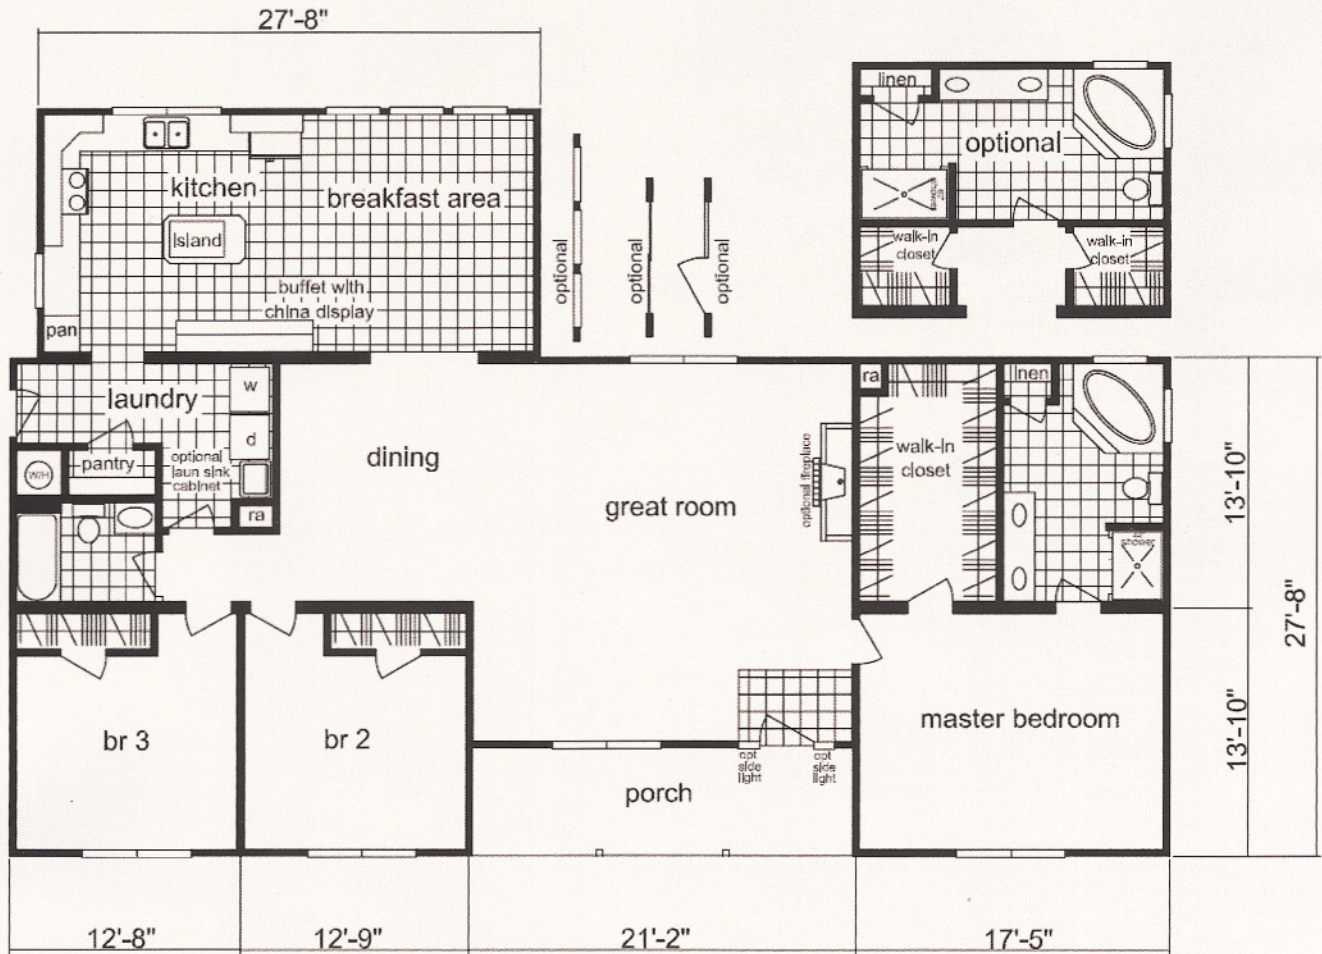 27'-8"
linen
optional
42"
shower
walk-in
closet
walk-in
closet
kitchen
breakfast area
Island
buffet with
china display
pan
optional
optional
optional
laundry
w
d
optional
laun sink
cabinet
pantry
W/H
ra
dining
great room
optional fireplace
ra
walk-in
closet
linen
shower
13'-10"
27'-8"
13'-10"
br 3
br 2
master bedroom
opt
side
light
opt
side
light
porch
12'-8"
12'-9"
21'-2"
17'-5"